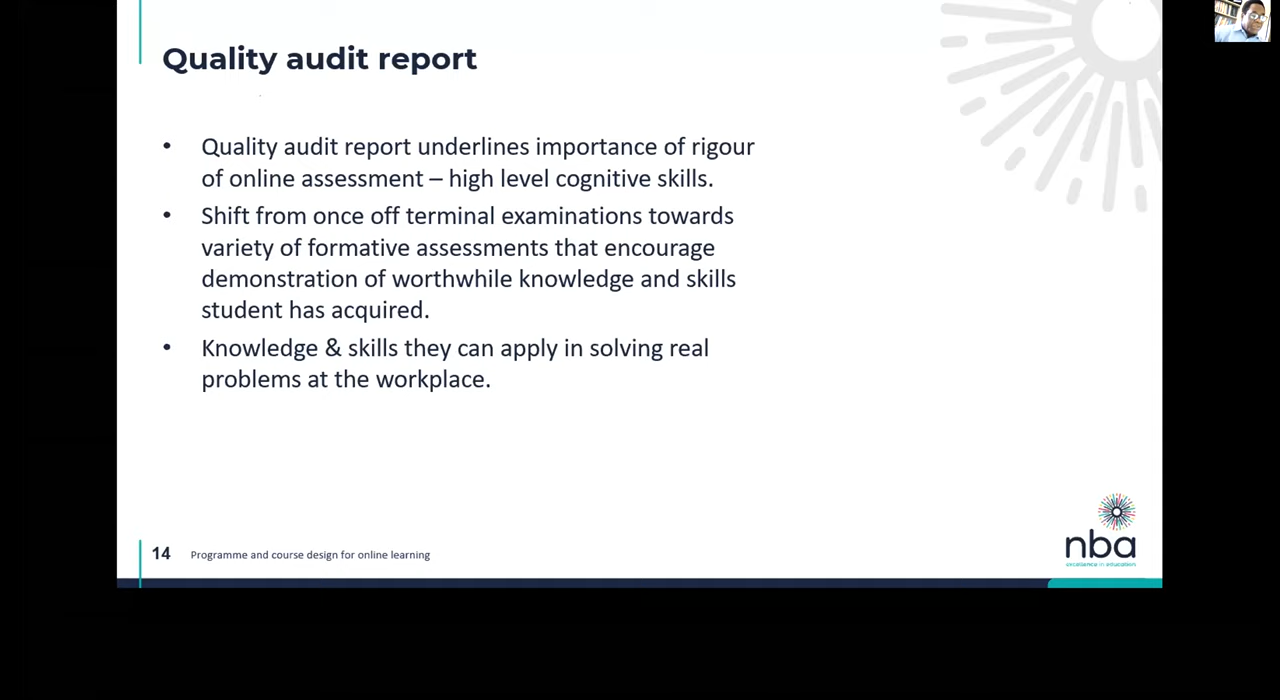 Quality audit report
• Quality audit report underlines importance of rigour
of online assessment – high level cognitive skills.
• Shift from once off terminal examinations towards
variety of formative assessments that encourage
demonstration of worthwhile knowledge and skills
student has acquired.
• Knowledge & skills they can apply in solving real
problems at the workplace.
14 Programme and course design for online learning
nba
excellence in education